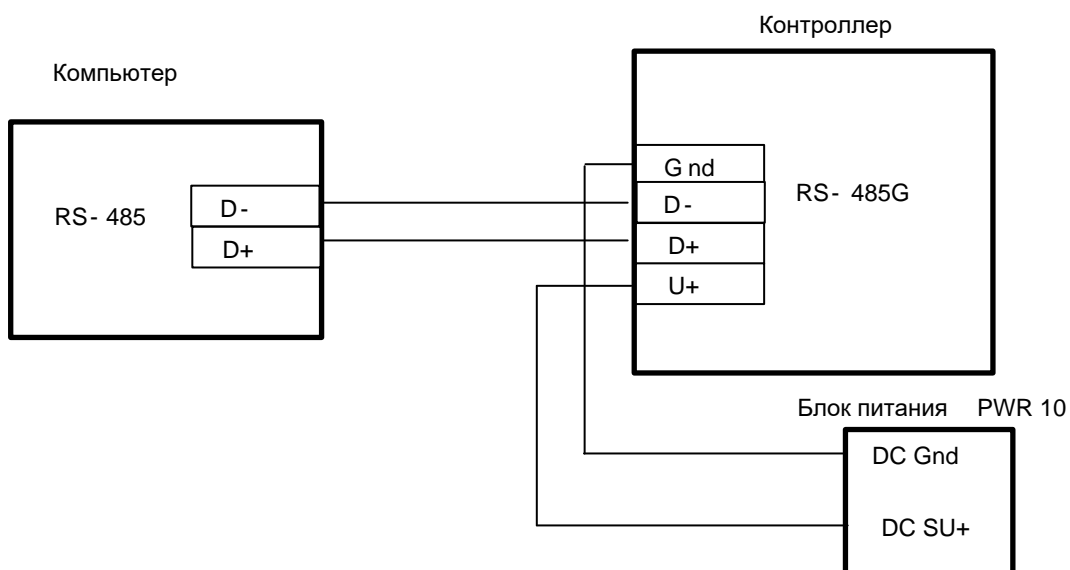 Контроллер
Компьютер
G nd
D-
D+
U+
RS- 485G
RS- 485
D-
D+
Блок питания PWR 10
DC Gnd
DC SU+